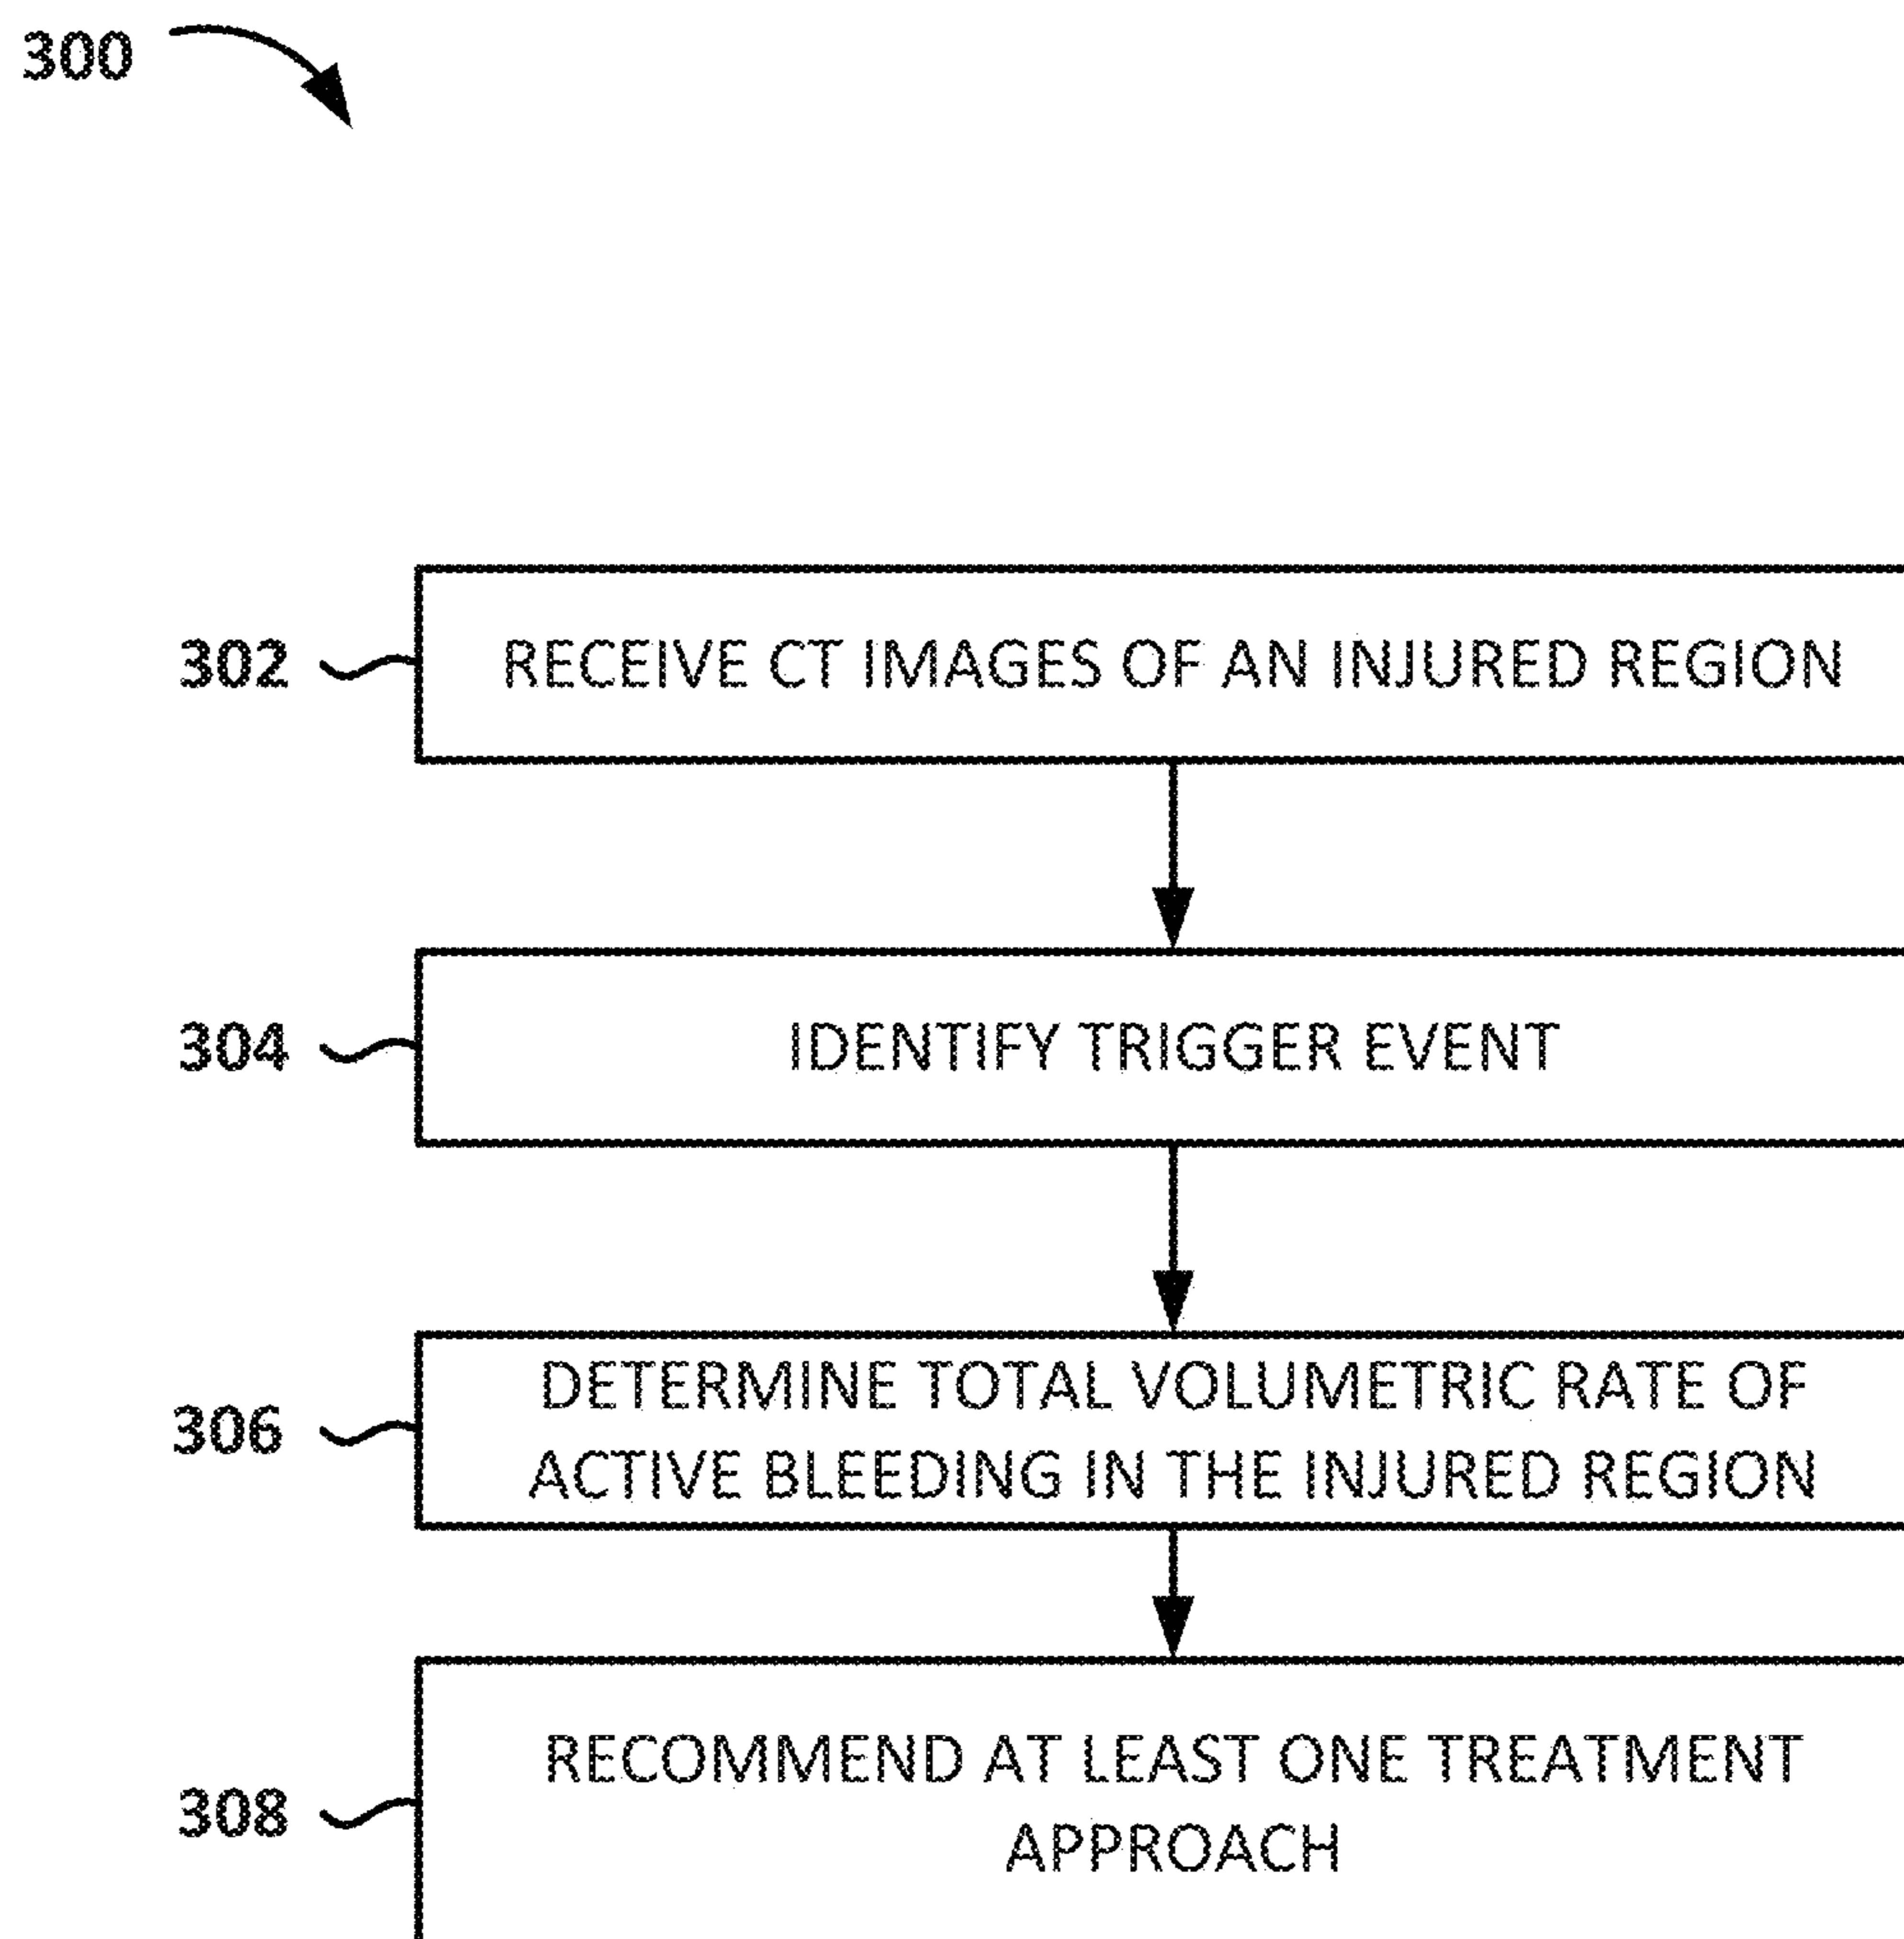 300
302 RECEIVE CT IMAGES OF AN INJURED REGION
304 IDENTIFY TRIGGER EVENT
DETERMINE TOTAL VOLUMETRIC RATE OF
306
ACTIVE BLEEDING IN THE INJURED REGION
RECOMMEND AT LEAST ONE TREATMENT
308
APPROACH